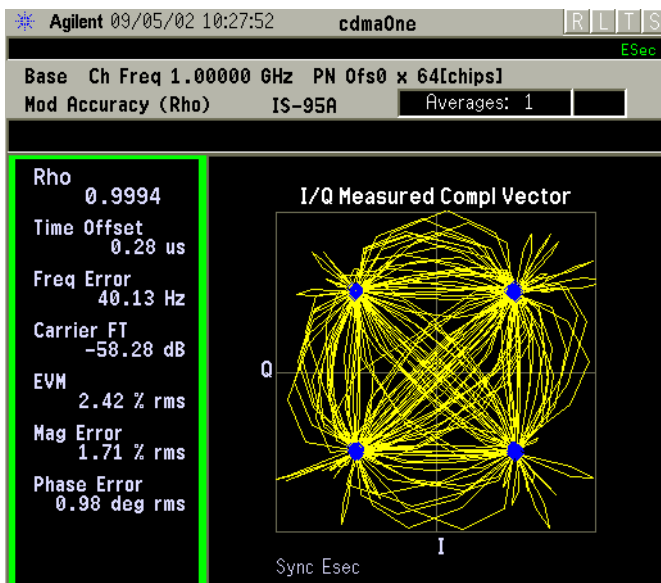 Agilent 09/05/02 10:27:52 cdmaOne R L T S
ESec
Base Ch Freq 1.00000 GHz PN Ofs0 x 64[chips]
Mod Accuracy (Rho) IS-95A Averages: 1
Rho
0.9994
Time Offset
0.28 us
Freq Error
40.13 Hz
Carrier FT
-58.28 dB
EVM
2.42 % rms
Mag Error
1.71 % rms
Phase Error
0.98 deg rms
I/Q Measured Compl Vector
Q
I
Sync Esec